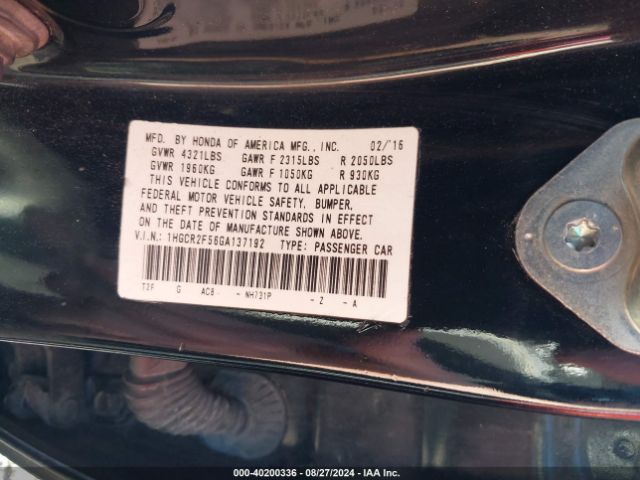 MFD. BY HONDA OF AMERICA MFG., INC. 02/'16
GVWR 4321LBS GAWR F 2315LBS R 2050LBS
GVWR 1960KG GAWR F 1050KG R 930KG
THIS VEHICLE CONFORMS TO ALL APPLICABLE
FEDERAL MOTOR VEHICLE SAFETY, BUMPER,
AND THEFT PREVENTION STANDARDS IN EFFECT
ON THE DATE OF MANUFACTURE SHOWN ABOVE.
V.I.N.: 1HGCR2F56GA137192 TYPE: PASSENGER CAR
T2F G AC8 - - NH731P - Z - A
000-40200336 - 08/27/2024 - IAA Inc.